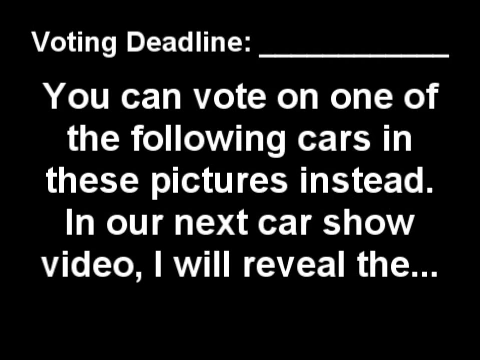 Voting Deadline: _____________
You can vote on one of
the following cars in
these pictures instead.
In our next car show
video, I will reveal the...